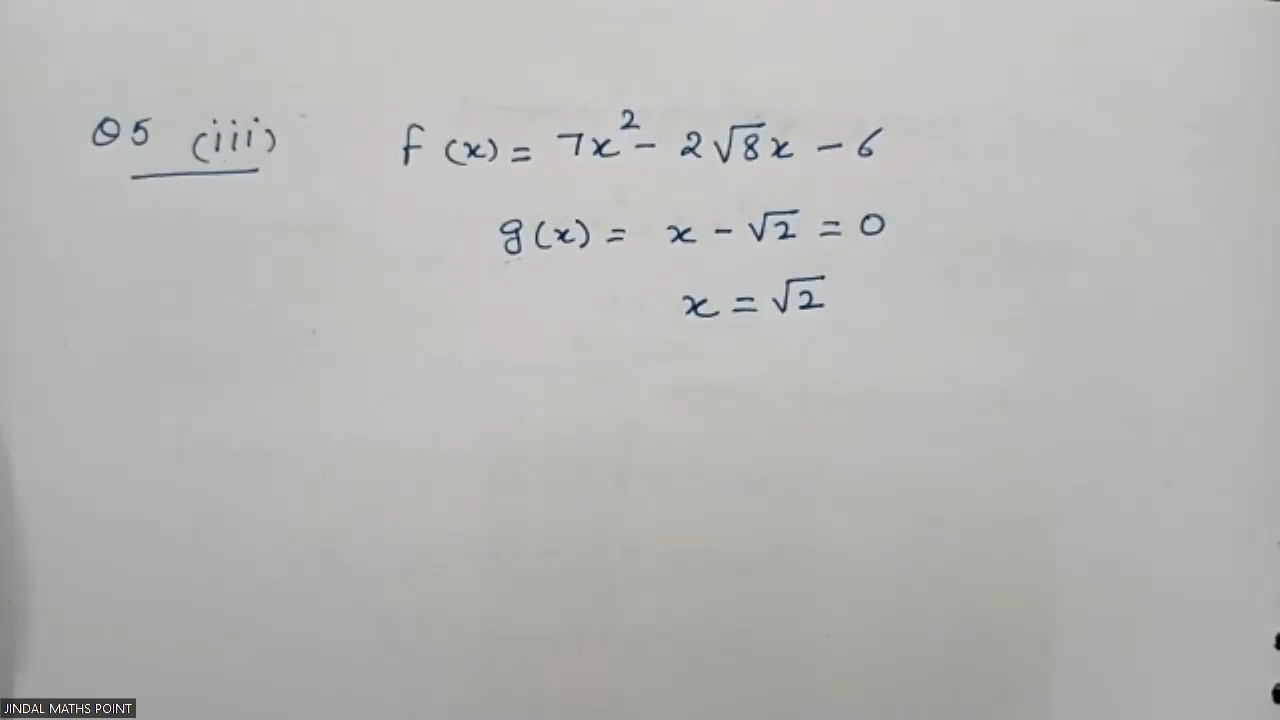 Q5 (iii) f(x) = 7x² - 2√8x - 6
g(x) = x - √2 = 0
x = √2
JINDAL MATHS POINT